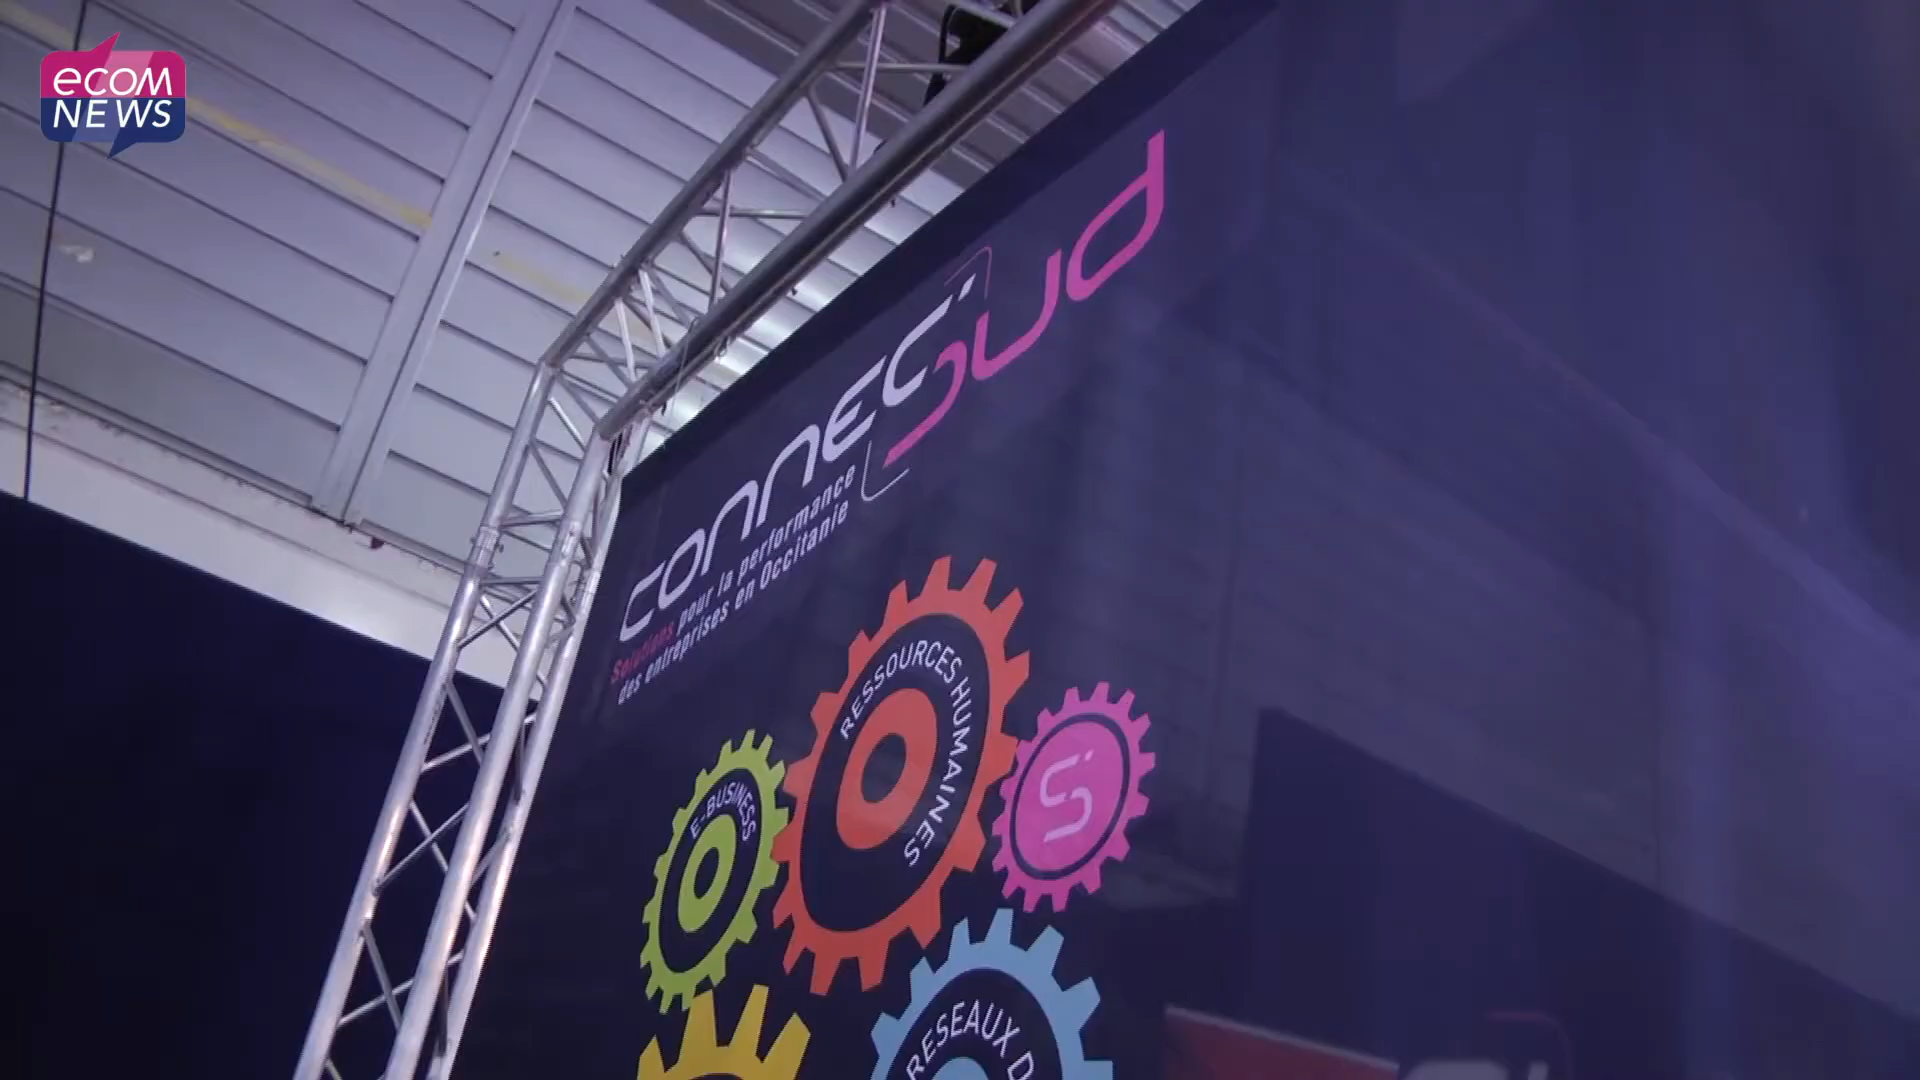 ecom
NEWS
connec'sud
Solutions pour la performance
des entreprises en Occitanie
RESSOURCES HUMAINES
E-BUSINESS
S'
RESEAUX D